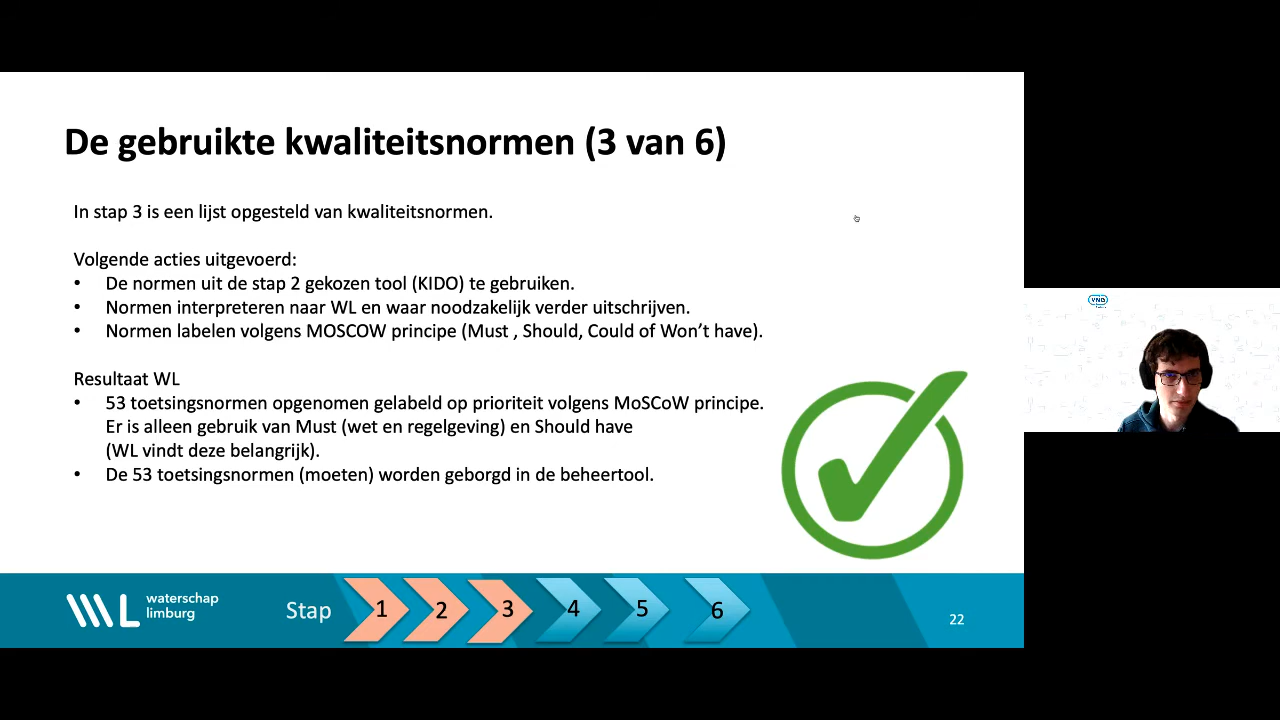 De gebruikte kwaliteitsnormen (3 van 6)
In stap 3 is een lijst opgesteld van kwaliteitsnormen.
Volgende acties uitgevoerd:
• De normen uit de stap 2 gekozen tool (KIDO) te gebruiken.
• Normen interpreteren naar WL en waar noodzakelijk verder uitschrijven.
• Normen labelen volgens MOSCOW principe (Must , Should, Could of Won't have).
Resultaat WL
• 53 toetsingsnormen opgenomen gelabeld op prioriteit volgens MoSCoW principe.
Er is alleen gebruik van Must (wet en regelgeving) en Should have
(WL vindt deze belangrijk).
• De 53 toetsingsnormen (moeten) worden geborgd in de beheertool.
VNG
WL
waterschap
limburg
Stap
1
2
3
4
5
6
22